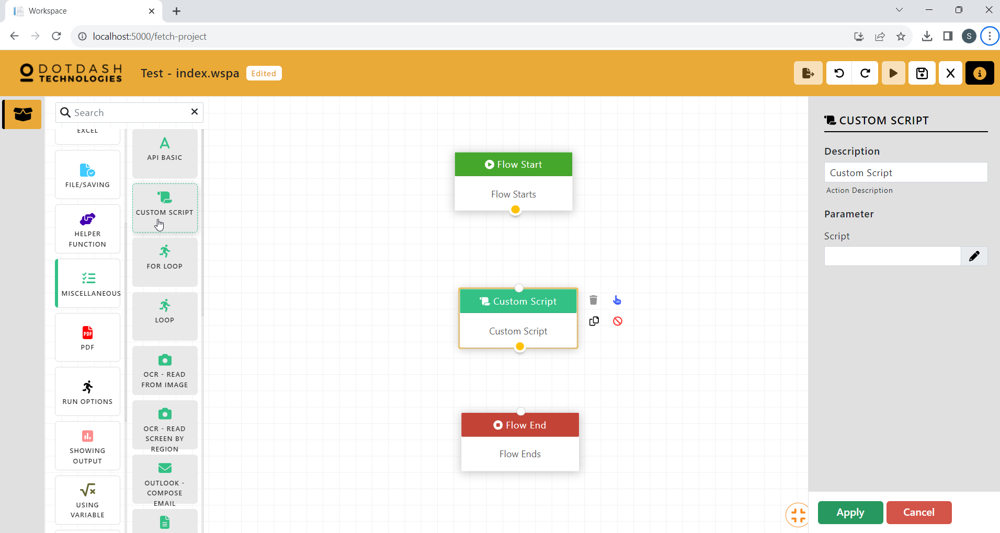 Workspace
localhost:5000/fetch-project
S
DOTDASH
TECHNOLOGIES
Test - index.wspa
Edited
Search
EXCEL
FILE/SAVING
HELPER
FUNCTION
MISCELLANEOUS
PDF
PDF
RUN OPTIONS
SHOWING
OUTPUT
USING
VARIABLE
API BASIC
CUSTOM SCRIPT
FOR LOOP
LOOP
OCR - READ
FROM IMAGE
OCR - READ
SCREEN BY
REGION
OUTLOOK -
COMPOSE
EMAIL
Flow Start
Flow Starts
Custom Script
Custom Script
Flow End
Flow Ends
CUSTOM SCRIPT
Description
Custom Script
Action Description
Parameter
Script
Apply
Cancel